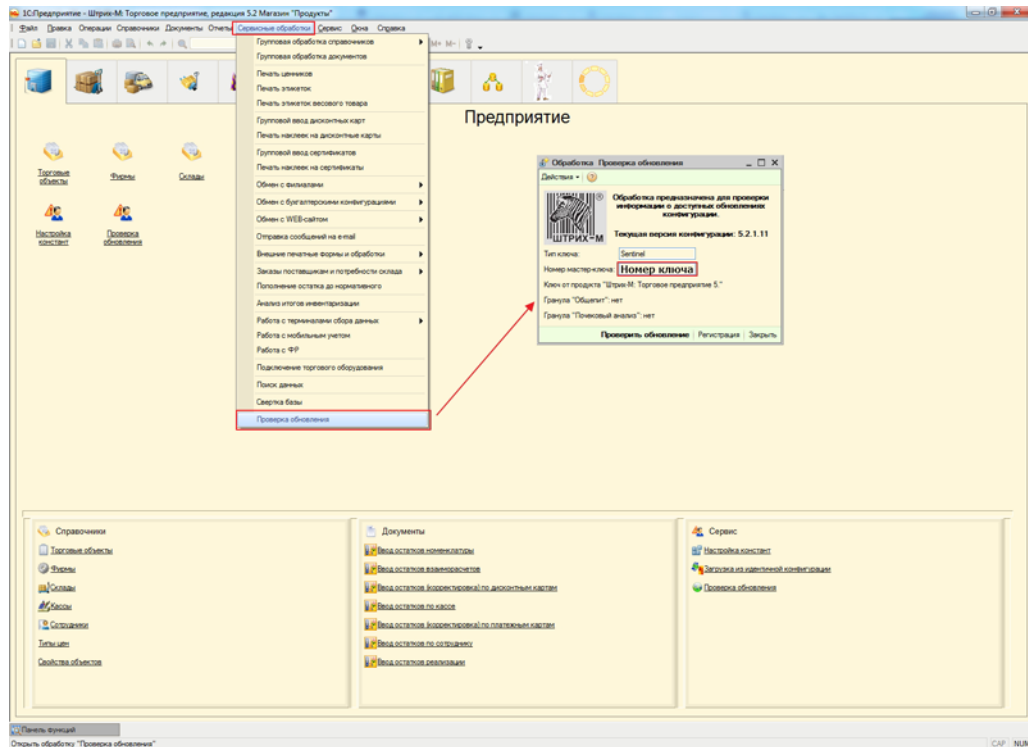 1С:Предприятие - Штрих-М: Торговое предприятие, редакция 5.2 Магазин "Продукты"
Файл Правка Операции Справочники Документы Отчеты Сервисные обработки Сервис Окна Справка
M+ M-
Групповая обработка справочников
Групповая обработка документов
Печать ценников
Печать этикеток
Печать этикеток весового товара
Групповой ввод дисконтных карт
Печать наклеек на дисконтные карты
Групповой ввод сертификатов
Печать наклеек на сертификаты
Обмен с филиалами
Обмен с бухгалтерскими конфигурациями
Обмен с WEB-сайтом
Отправка сообщений на e-mail
Внешние печатные формы и обработки
Заказы поставщикам и потребности склада
Пополнение остатка до нормативного
Анализ итогов инвентаризации
Работа с терминалами сбора данных
Работа с мобильным учетом
Работа с ФР
Подключение торгового оборудования
Поиск данных
Свертка базы
Проверка обновления
Предприятие
Торговые объекты
Фирмы
Склады
Настройка констант
Проверка обновления
Обработка Проверка обновления
Действия
ШТРИХ-М
Обработка предназначена для проверки
информации о доступных обновлениях
конфигурации.
Текущая версия конфигурации: 5.2.1.11
Тип ключа: Sentinel
Номер мастер-ключа: Номер ключа
Ключ от продукта "Штрих-М: Торговое предприятие 5."
Гранула "Общепит": нет
Гранула "Почековый анализ": нет
Проверить обновление Регистрация Закрыть
Справочники
Торговые объекты
Фирмы
Склады
Кассы
Сотрудники
Типы цен
Свойства объектов
Документы
Ввод остатков номенклатуры
Ввод остатков взаиморасчетов
Ввод остатков (корректировка) по дисконтным картам
Ввод остатков по кассе
Ввод остатков (корректировка) по платежным картам
Ввод остатков по сотруднику
Ввод остатков реализации
Сервис
Настройка констант
Загрузка из идентичной конфигурации
Проверка обновления
Панель функций
Открыть обработку "Проверка обновления"
CAP NUM